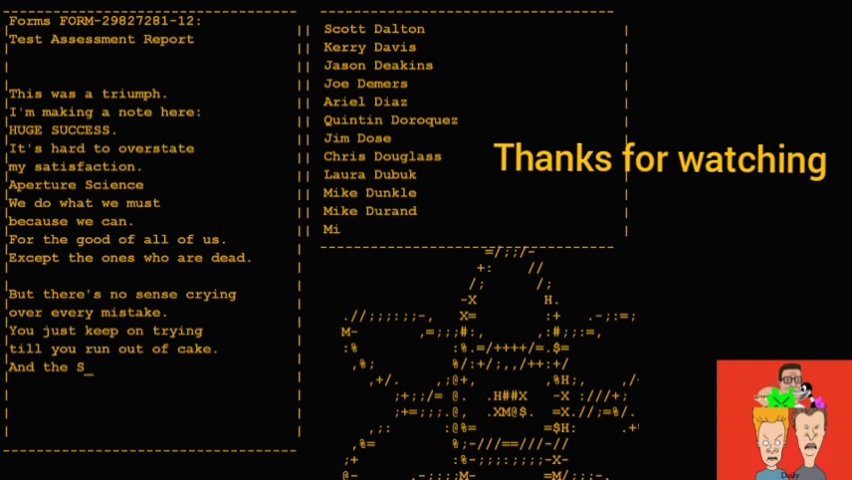 Forms FORM-29827281-12:
Test Assessment Report
This was a triumph.
I'm making a note here:
HUGE SUCCESS.
It's hard to overstate
my satisfaction.
Aperture Science
We do what we must
because we can.
For the good of all of us.
Except the ones who are dead.
But there's no sense crying
over every mistake.
You just keep on trying
till you run out of cake.
And the S_
Scott Dalton
Kerry Davis
Jason Deakins
Joe Demers
Ariel Diaz
Quintin Doroquez
Jim Dose
Chris Douglass
Laura Dubuk
Mike Dunkle
Mike Durand
Mi
Thanks for watching